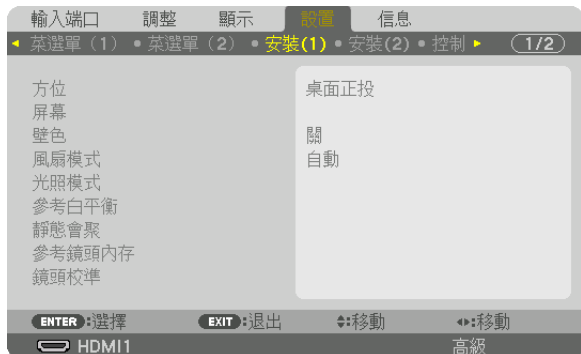 輸入端口 調整 顯示 設置 信息
菜選單（1） • 菜選單（2） • 安裝(1) • 安裝(2) • 控制 1/2
方位 桌面正投
屏幕
壁色 關
風扇模式 自動
光照模式
參考白平衡
靜態會聚
參考鏡頭內存
鏡頭校準
ENTER:選擇 EXIT:退出 :移動 :移動
HDMI1 高級